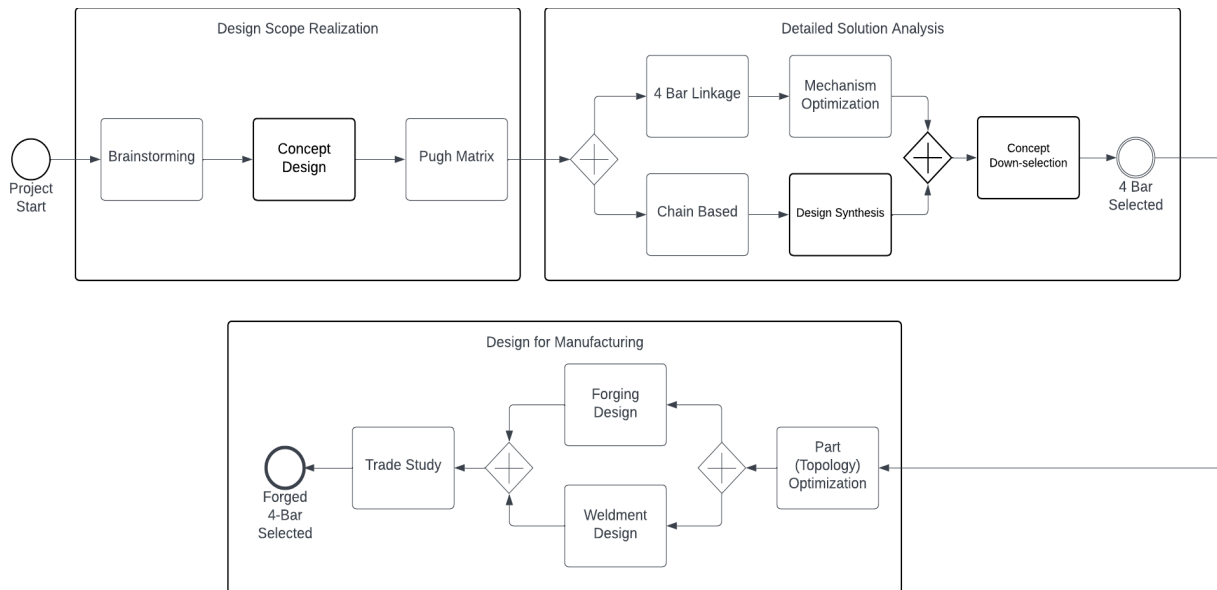 Design Scope Realization
Project
Start
Brainstorming
Concept
Design
Pugh Matrix
Detailed Solution Analysis
4 Bar Linkage
Mechanism
Optimization
Chain Based
Design Synthesis
Concept
Down-selection
4 Bar
Selected
Design for Manufacturing
Part
(Topology)
Optimization
Forging
Design
Weldment
Design
Trade Study
Forged
4-Bar
Selected